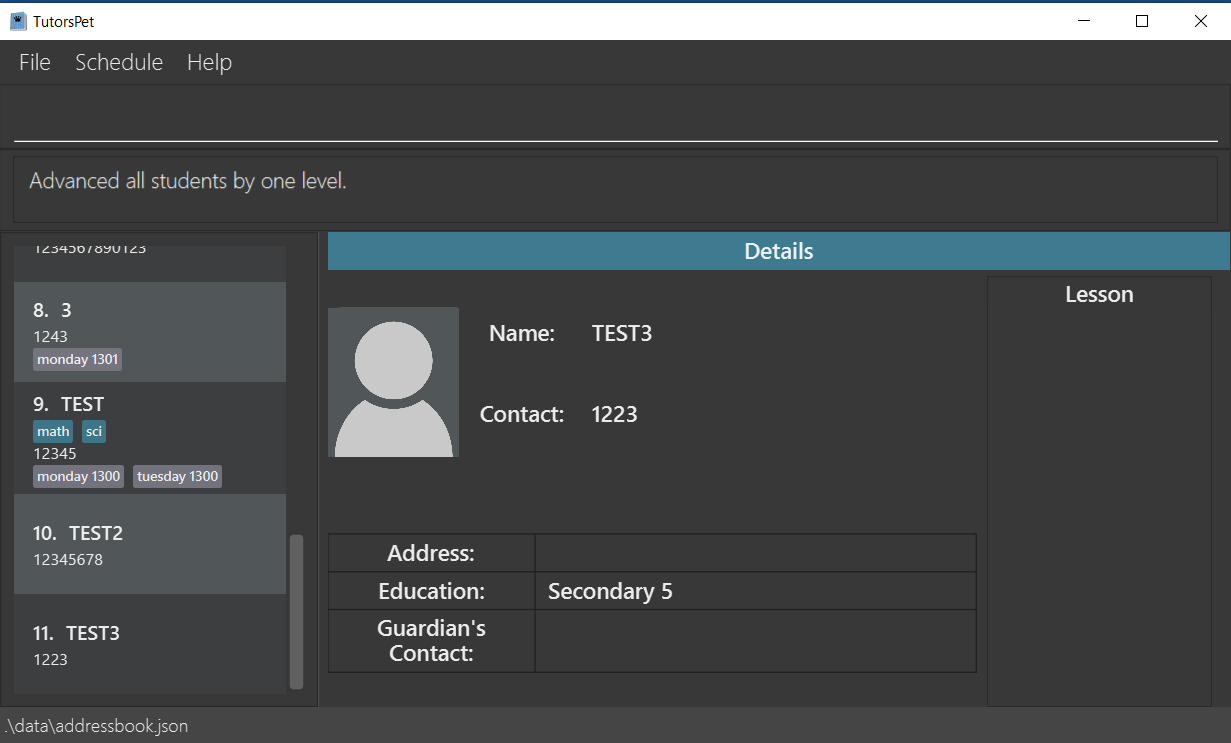 TutorsPet
File Schedule Help
Advanced all students by one level.
1234567890123
8. 3
1243
monday 1301
9. TEST
math sci
12345
monday 1300 tuesday 1300
10. TEST2
12345678
11. TEST3
1223
Details
Name: TEST3
Contact: 1223
Address:
Education: Secondary 5
Guardian's
Contact:
Lesson
.\data\addressbook.json